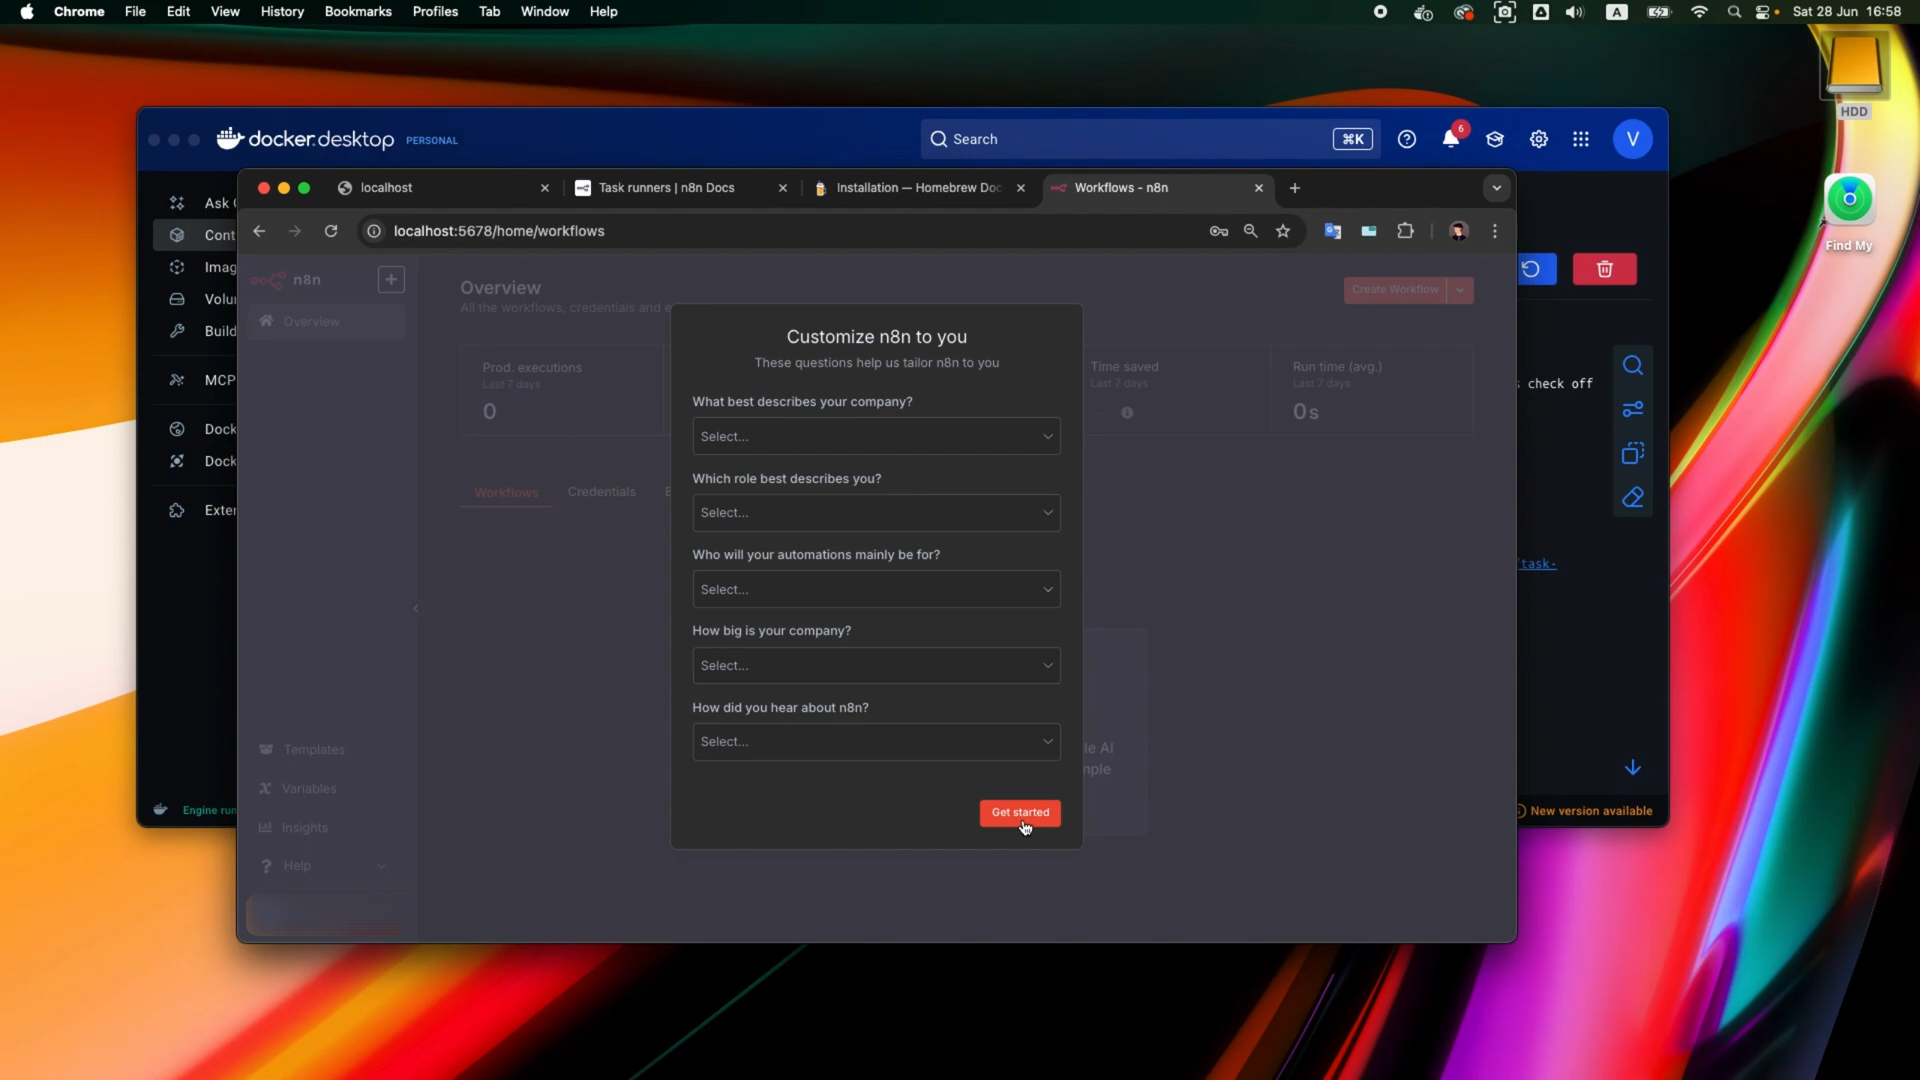 Chrome File Edit View History Bookmarks Profiles Tab Window Help
A
Sat 28 Jun 16:58
HDD
Find My
docker.desktop PERSONAL
Search
⌘K
6
V
Ask
Cont
Imag
Volu
Build
MCP
Dock
Dock
Exter
Engine run
check off
task-
New version available
localhost
Task runners | n8n Docs
Installation — Homebrew Doc
Workflows - n8n
localhost:5678/home/workflows
n8n
Overview
Templates
Variables
Insights
Help
Overview
All the workflows, credentials and e
Create Workflow
Prod. executions
Last 7 days
0
Time saved
Last 7 days
Run time (avg.)
Last 7 days
0s
Workflows
Credentials
E
le AI
mple
Customize n8n to you
These questions help us tailor n8n to you
What best describes your company?
Select...
Which role best describes you?
Select...
Who will your automations mainly be for?
Select...
How big is your company?
Select...
How did you hear about n8n?
Select...
Get started